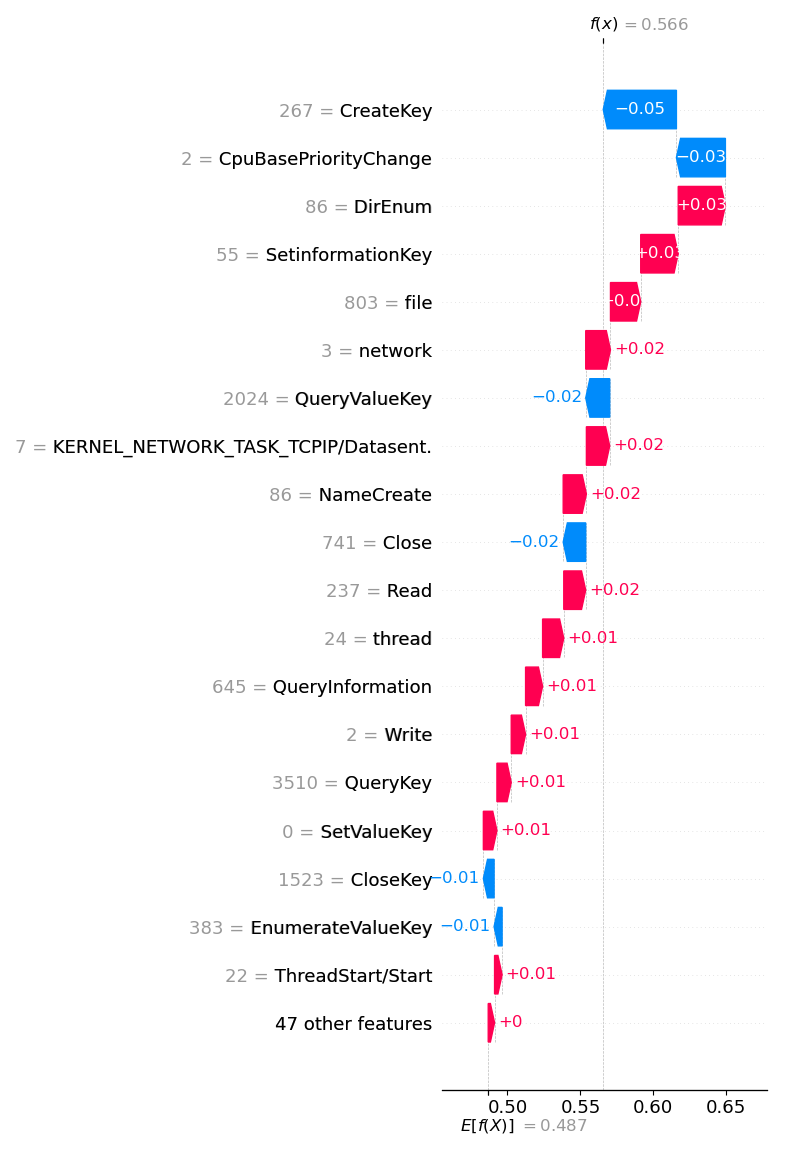 f(x) = 0.566
267 = CreateKey −0.05
2 = CpuBasePriorityChange −0.03
86 = DirEnum +0.03
55 = SetinformationKey +0.03
803 = file +0.0
3 = network +0.02
2024 = QueryValueKey −0.02
7 = KERNEL_NETWORK_TASK_TCPIP/Datasent. +0.02
86 = NameCreate +0.02
741 = Close −0.02
237 = Read +0.02
24 = thread +0.01
645 = QueryInformation +0.01
2 = Write +0.01
3510 = QueryKey +0.01
0 = SetValueKey +0.01
1523 = CloseKey −0.01
383 = EnumerateValueKey −0.01
22 = ThreadStart/Start +0.01
47 other features +0
0.50 0.55 0.60 0.65
E[f(X)] = 0.487